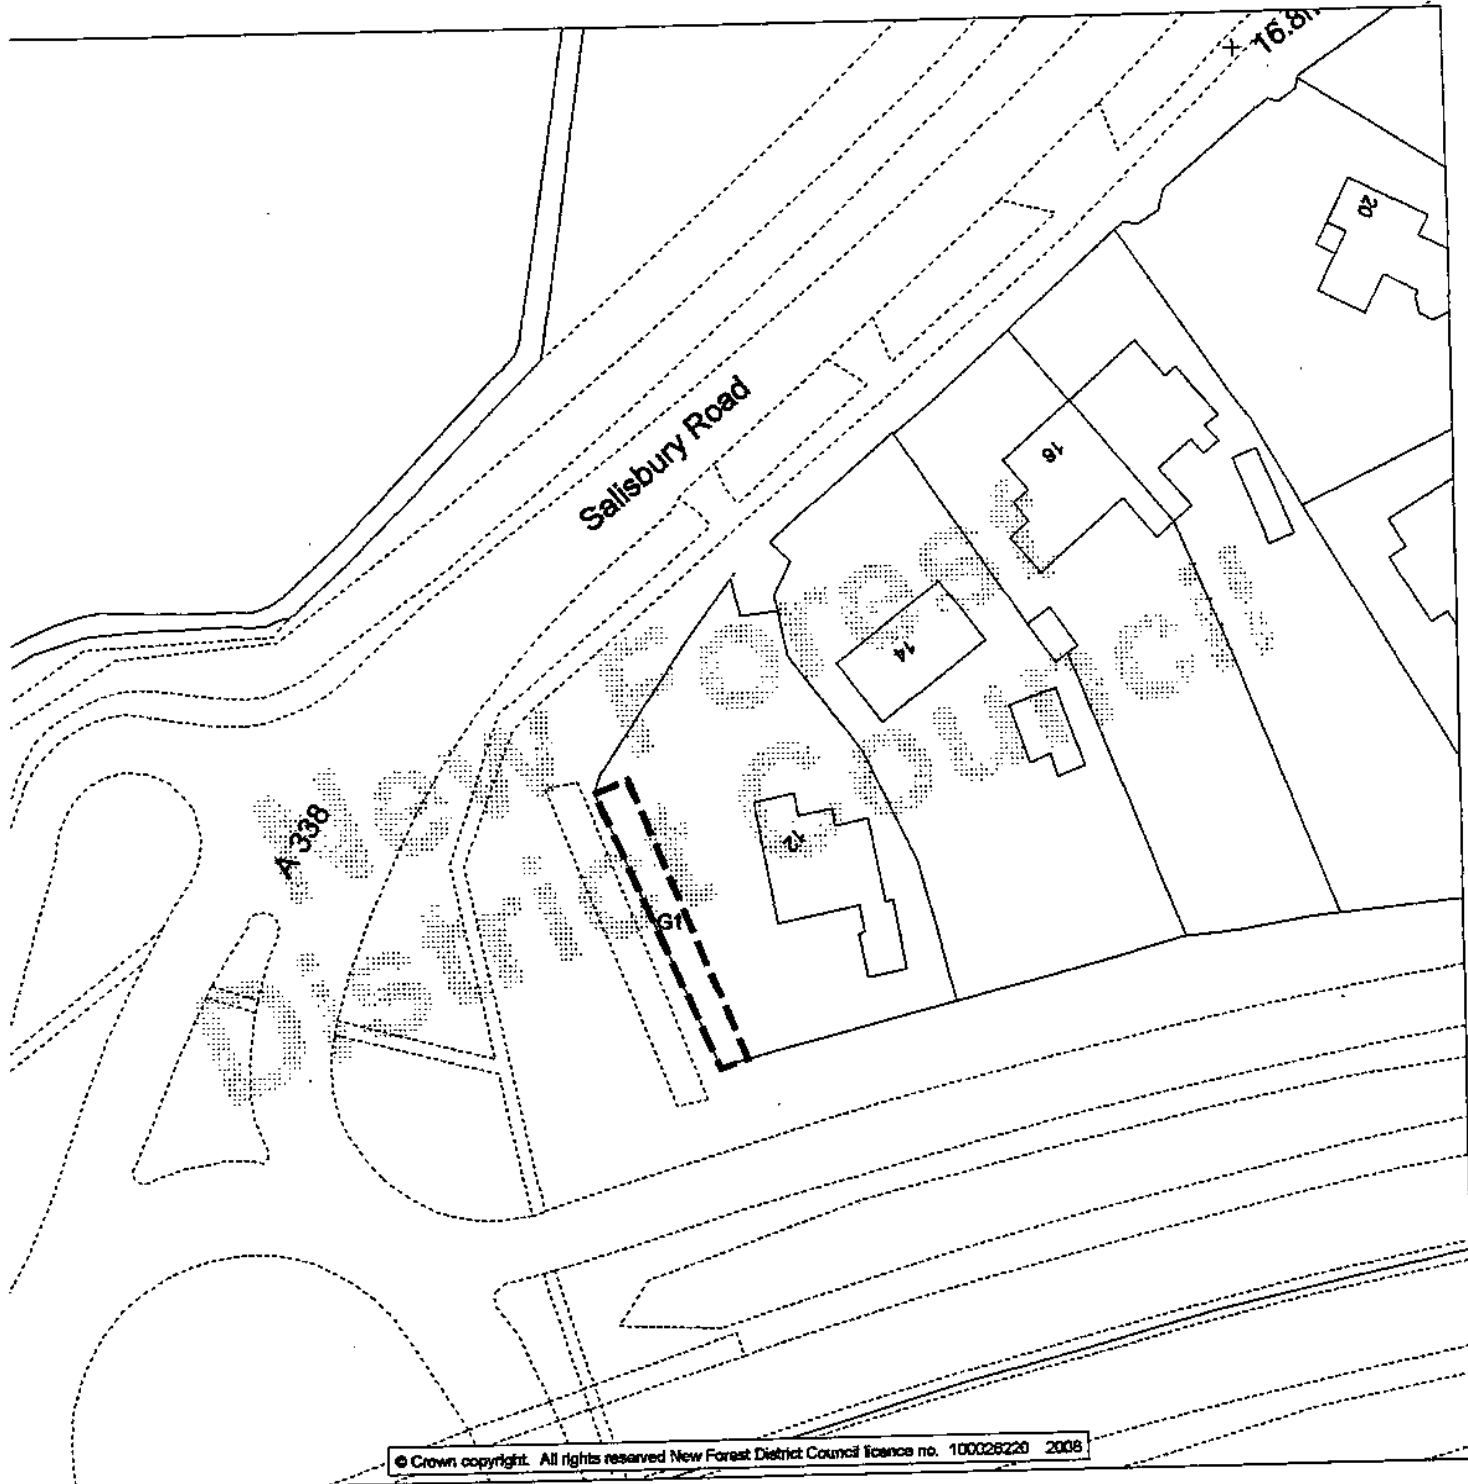 16.8m
20
Salisbury Road
16
14
New Forest
District Council
A 338
12
G1
© Crown copyright. All rights reserved New Forest District Council licence no. 100026220 2008